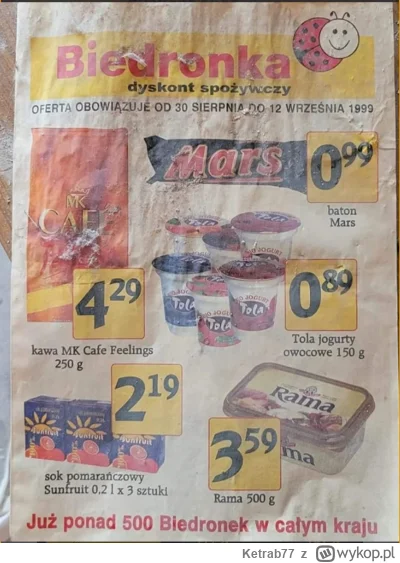 Biedronka
dyskont spożywczy
OFERTA OBOWIĄZUJE OD 30 SIERPNIA DO 12 WRZEŚNIA 1999
MK
CAFE
Mars
0 99
baton
Mars
4 29
kawa MK Cafe Feelings
250 g
Tola
Tola
Tola
0 89
Tola jogurty
owocowe 150 g
2 19
Sunfruit
sok pomarańczowy
Sunfruit 0,2 l x 3 sztuki
Rama
3 59
Rama 500 g
Już ponad 500 Biedronek w całym kraju
Ketrab77 z wykop.pl